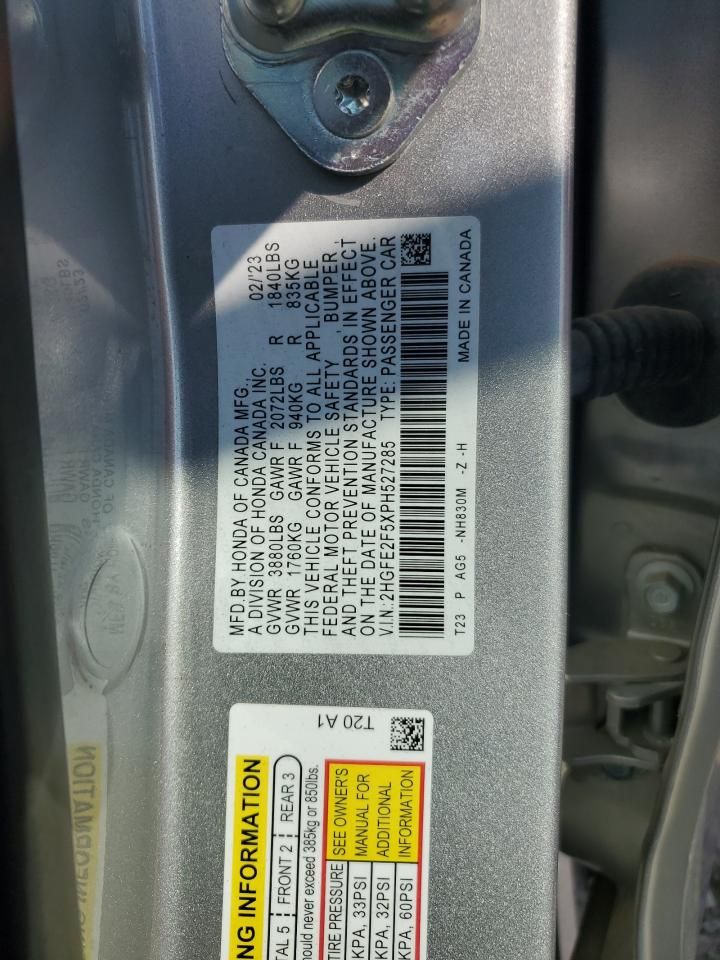 MFD.BY HONDA OF CANADA MFG.,
A DIVISION OF HONDA CANADA INC. 02/'23
GVWR 3880LBS GAWR F 2072LBS R 1840LBS
GVWR 1760KG GAWR F 940KG R 835KG
THIS VEHICLE CONFORMS TO ALL APPLICABLE
FEDERAL MOTOR VEHICLE SAFETY , BUMPER ,
AND THEFT PREVENTION STANDARDS IN EFFECT
ON THE DATE OF MANUFACTURE SHOWN ABOVE.
V.I.N.:2HGFE2F5XPH527285 TYPE: PASSENGER CAR
T23 P AG5 -NH830M -Z -H MADE IN CANADA
T20 A1
INFORMATION
5 FRONT 2 REAR 3
never exceed 385kg or 850lbs.
TIRE PRESSURE SEE OWNER'S
KPA, 33PSI MANUAL FOR
KPA, 32PSI ADDITIONAL
KPA, 60PSI INFORMATION